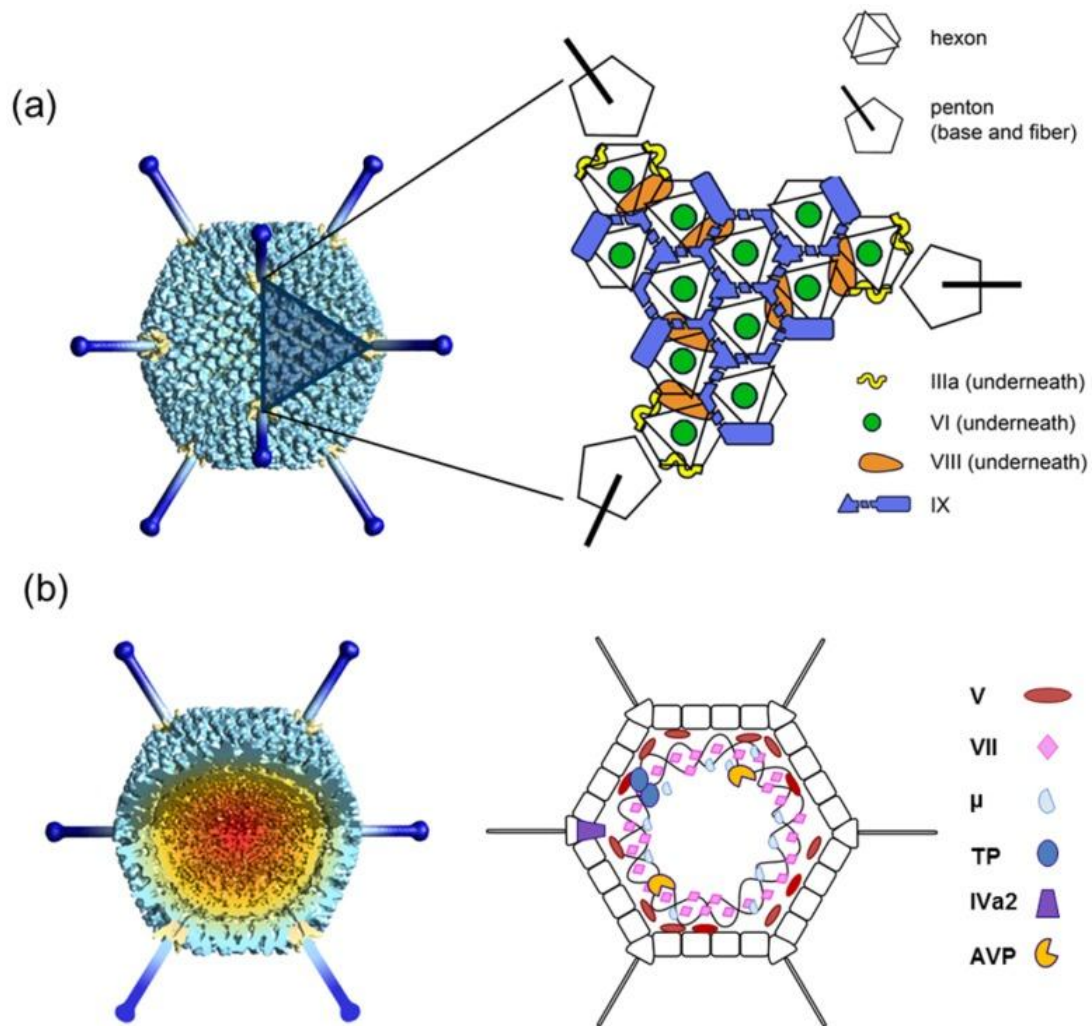 (a)
hexon
penton
(base and fiber)
IIIa (underneath)
VI (underneath)
VIII (underneath)
IX
(b)
V
VII
µ
TP
IVa2
AVP